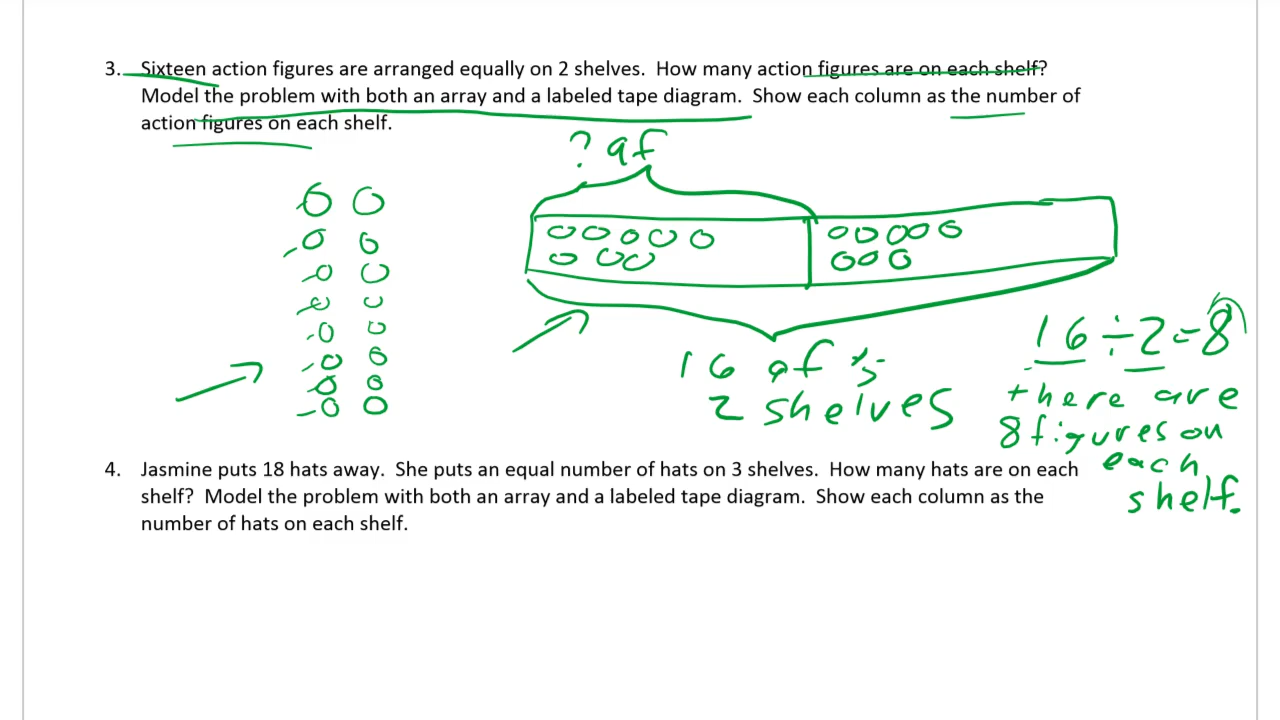 3. Sixteen action figures are arranged equally on 2 shelves. How many action figures are on each shelf?
Model the problem with both an array and a labeled tape diagram. Show each column as the number of
action figures on each shelf.
? af
16 af's
2 shelves
16 ÷ 2 = 8
there are
8 figures on
each
shelf.
4. Jasmine puts 18 hats away. She puts an equal number of hats on 3 shelves. How many hats are on each
shelf? Model the problem with both an array and a labeled tape diagram. Show each column as the
number of hats on each shelf.